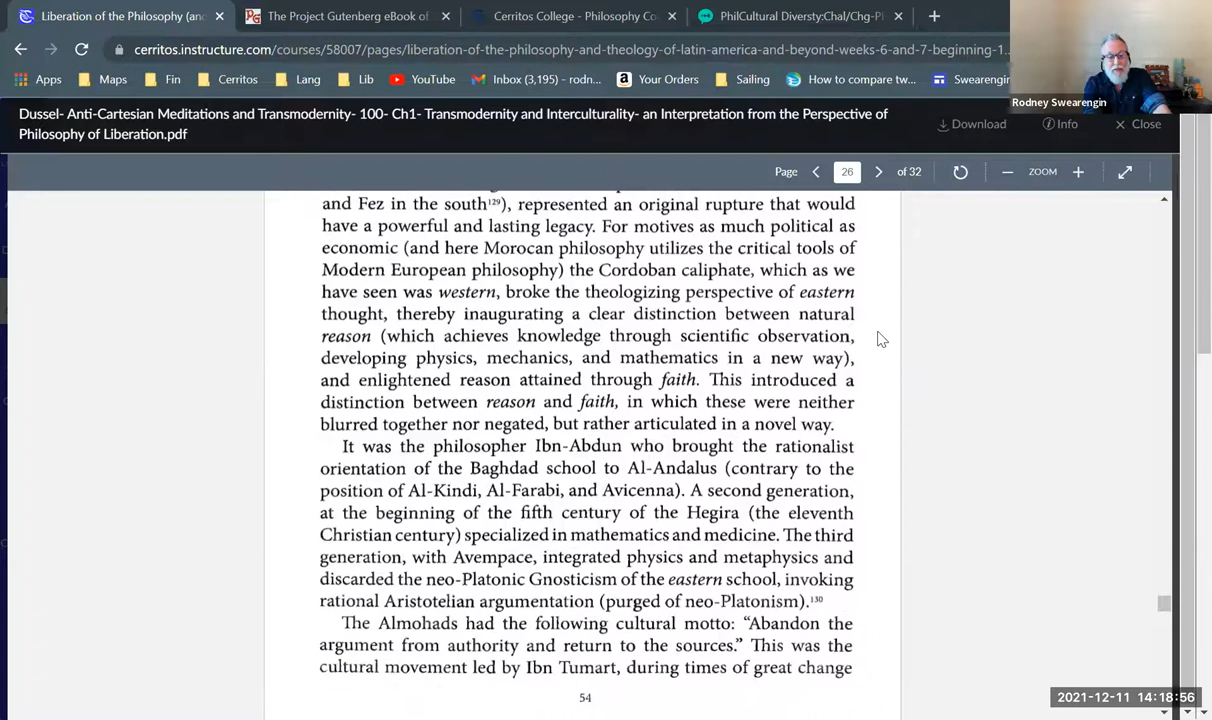 Liberation of the Philosophy (and
The Project Gutenberg eBook of
Cerritos College - Philosophy Co
PhilCultural Diversty:Chal/Chg-P
cerritos.instructure.com/courses/58007/pages/liberation-of-the-philosophy-and-theology-of-latin-america-and-beyond-weeks-6-and-7-beginning-1...
Apps Maps Fin Cerritos Lang Lib YouTube Inbox (3,195) - rodn... Your Orders Sailing How to compare tw... Swearengin
Rodney Swearengin
Dussel- Anti-Cartesian Meditations and Transmodernity- 100- Ch1- Transmodernity and Interculturality- an Interpretation from the Perspective of
Philosophy of Liberation.pdf
Download Info Close
Page 26 of 32 ZOOM
and Fez in the south¹²⁹), represented an original rupture that would
have a powerful and lasting legacy. For motives as much political as
economic (and here Morocan philosophy utilizes the critical tools of
Modern European philosophy) the Cordoban caliphate, which as we
have seen was western, broke the theologizing perspective of eastern
thought, thereby inaugurating a clear distinction between natural
reason (which achieves knowledge through scientific observation,
developing physics, mechanics, and mathematics in a new way),
and enlightened reason attained through faith. This introduced a
distinction between reason and faith, in which these were neither
blurred together nor negated, but rather articulated in a novel way.
It was the philosopher Ibn-Abdun who brought the rationalist
orientation of the Baghdad school to Al-Andalus (contrary to the
position of Al-Kindi, Al-Farabi, and Avicenna). A second generation,
at the beginning of the fifth century of the Hegira (the eleventh
Christian century) specialized in mathematics and medicine. The third
generation, with Avempace, integrated physics and metaphysics and
discarded the neo-Platonic Gnosticism of the eastern school, invoking
rational Aristotelian argumentation (purged of neo-Platonism).¹³⁰
The Almohads had the following cultural motto: “Abandon the
argument from authority and return to the sources.” This was the
cultural movement led by Ibn Tumart, during times of great change
54
2021-12-11 14:18:56